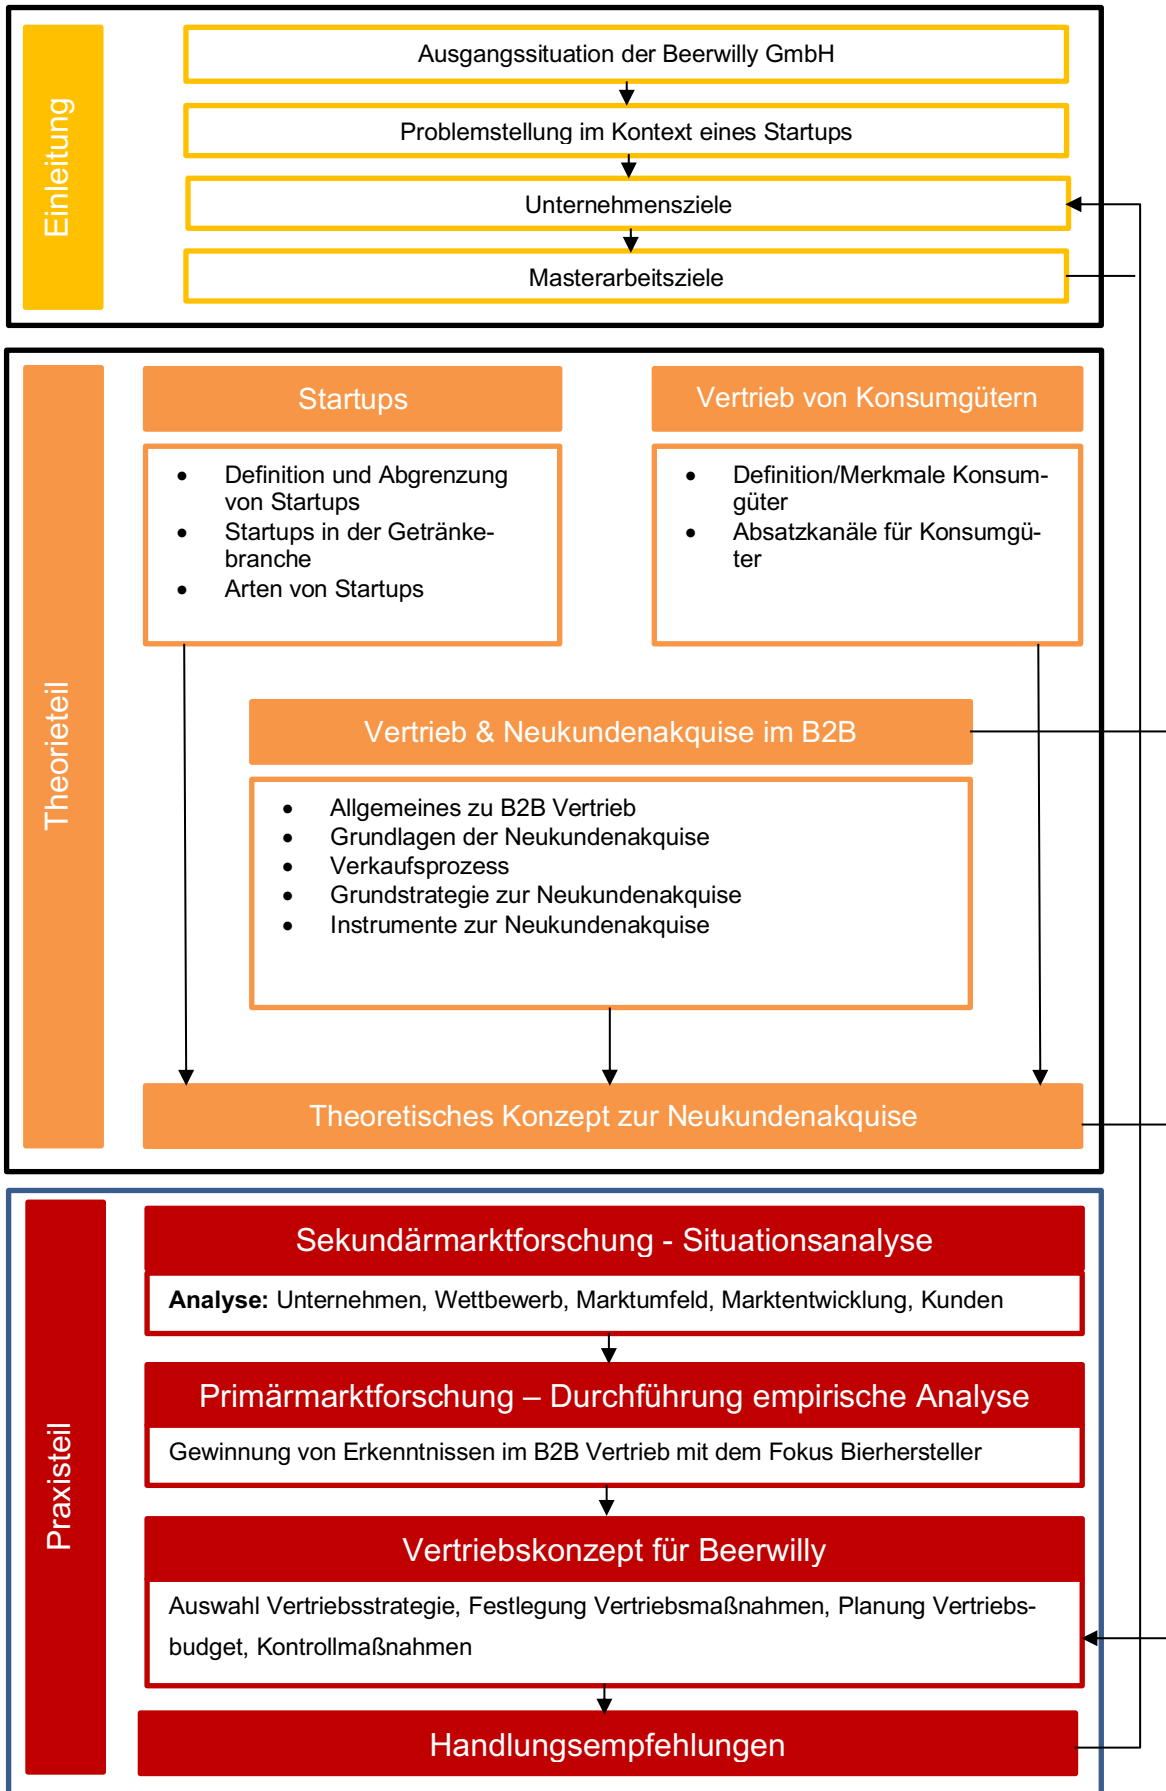 Einleitung
Ausgangssituation der Beerwilly GmbH
Problemstellung im Kontext eines Startups
Unternehmensziele
Masterarbeitsziele
Theorieteil
Startups
• Definition und Abgrenzung
von Startups
• Startups in der Getränke-
branche
• Arten von Startups
Vertrieb von Konsumgütern
• Definition/Merkmale Konsum-
güter
• Absatzkanäle für Konsumgü-
ter
Vertrieb & Neukundenakquise im B2B
• Allgemeines zu B2B Vertrieb
• Grundlagen der Neukundenakquise
• Verkaufsprozess
• Grundstrategie zur Neukundenakquise
• Instrumente zur Neukundenakquise
Theoretisches Konzept zur Neukundenakquise
Praxisteil
Sekundärmarktforschung - Situationsanalyse
Analyse: Unternehmen, Wettbewerb, Marktumfeld, Marktentwicklung, Kunden
Primärmarktforschung – Durchführung empirische Analyse
Gewinnung von Erkenntnissen im B2B Vertrieb mit dem Fokus Bierhersteller
Vertriebskonzept für Beerwilly
Auswahl Vertriebsstrategie, Festlegung Vertriebsmaßnahmen, Planung Vertriebs-
budget, Kontrollmaßnahmen
Handlungsempfehlungen